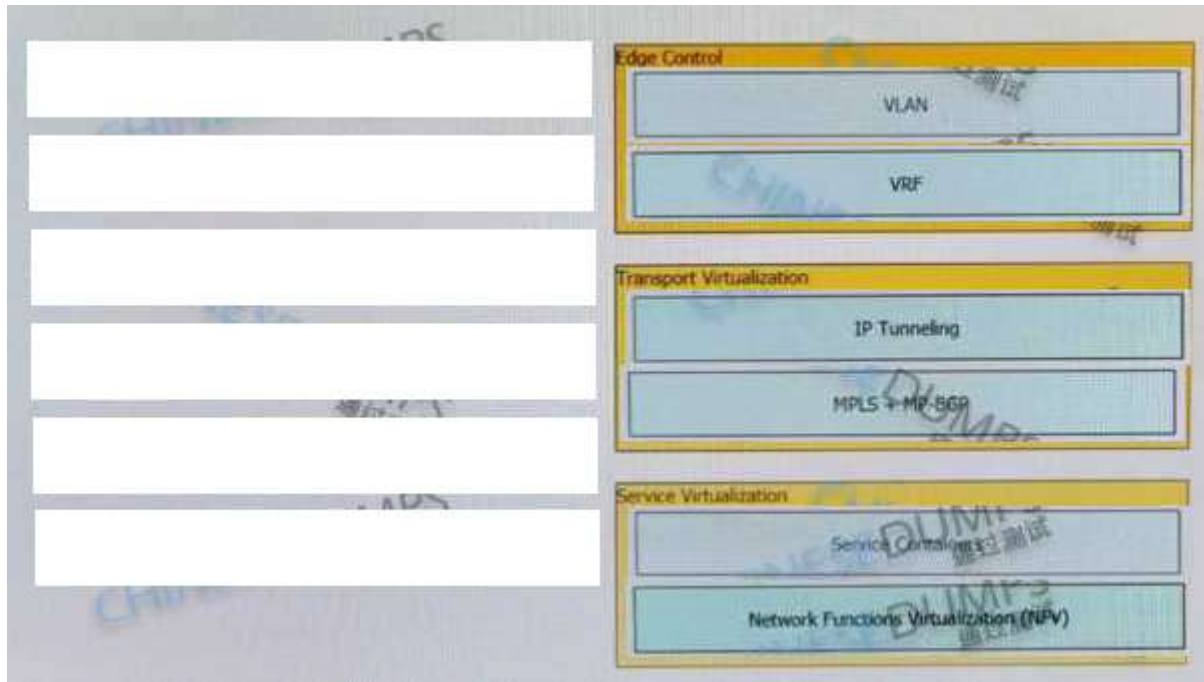 Edge Control
VLAN
VRF
Transport Virtualization
IP Tunneling
MPLS + MP-BGP
Service Virtualization
Service Containers
Network Functions Virtualization (NFV)